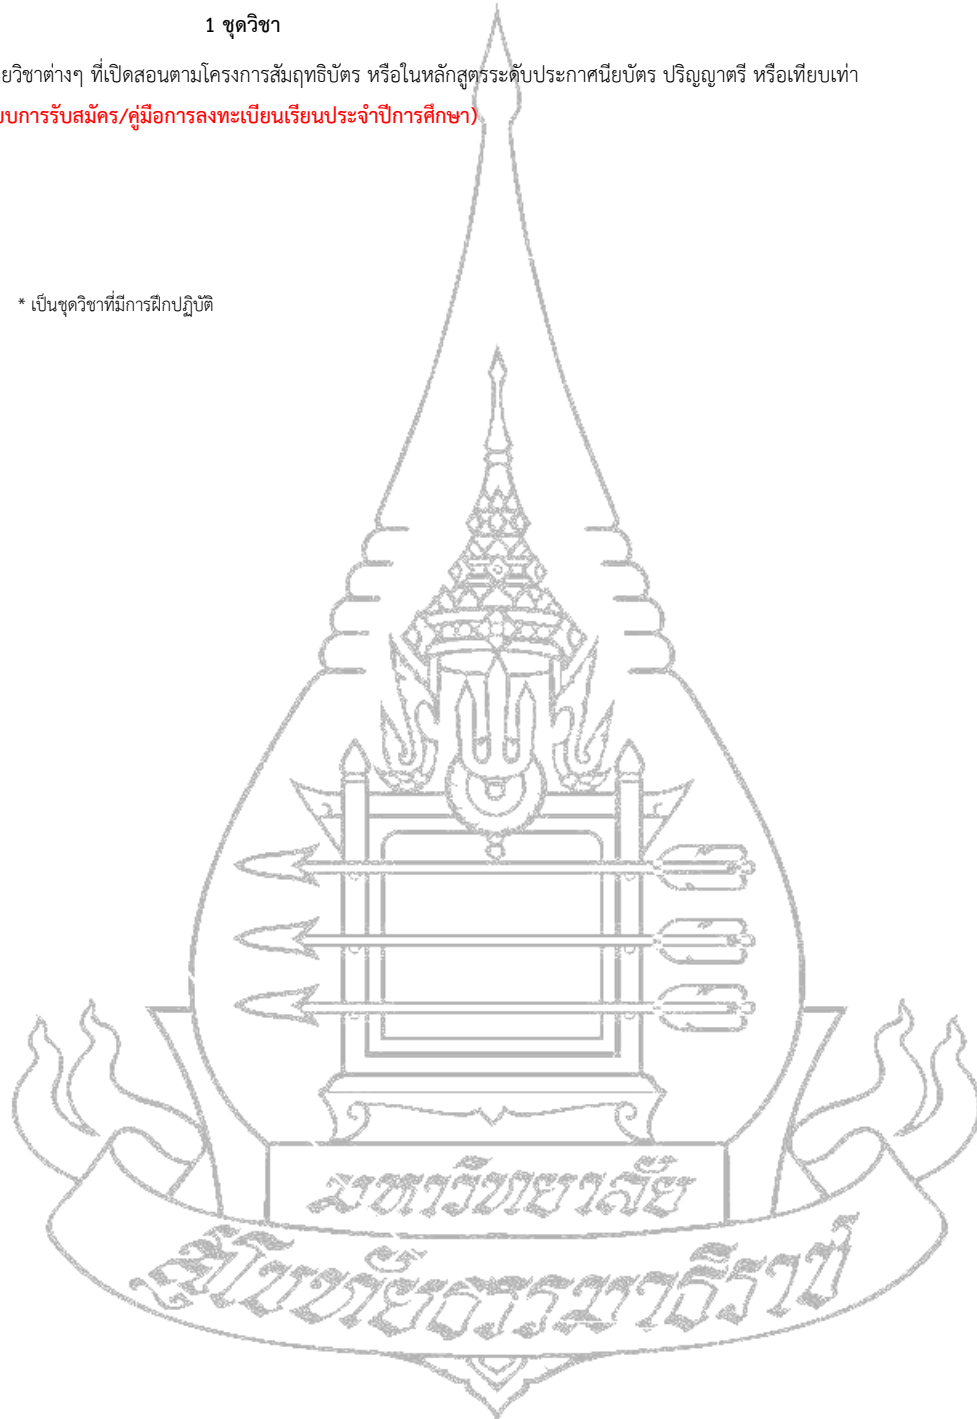 1 ชุดวิชา
ยวิชาต่างๆ ที่เปิดสอนตามโครงการสัมฤทธิบัตร หรือในหลักสูตรระดับประกาศนียบัตร ปริญญาตรี หรือเทียบเท่า
บบการรับสมัคร/คู่มือการลงทะเบียนเรียนประจำปีการศึกษา)
* เป็นชุดวิชาที่มีการฝึกปฏิบัติ
มหาวิทยาลัย
สุโขทัยธรรมาธิราช